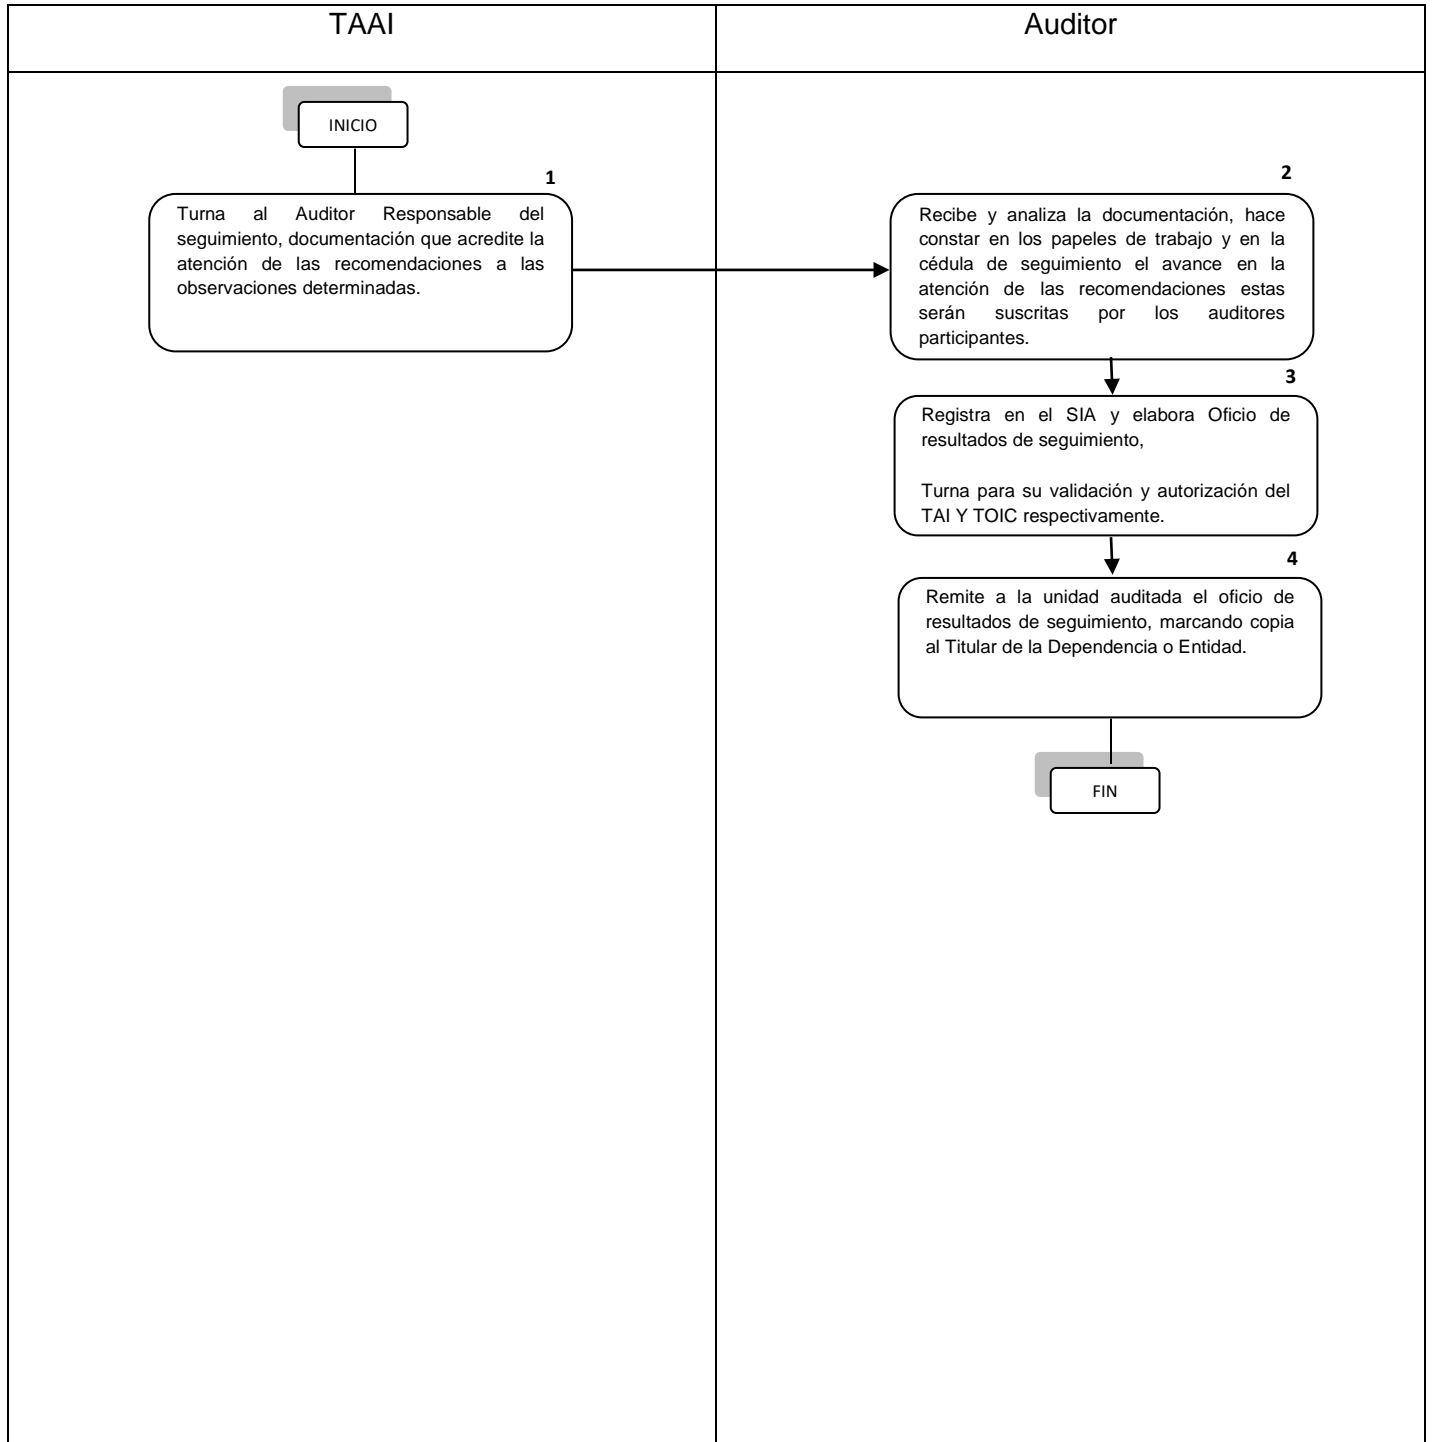 TAAI
Auditor
INICIO
1
Turna al Auditor Responsable del
seguimiento, documentación que acredite la
atención de las recomendaciones a las
observaciones determinadas.
2
Recibe y analiza la documentación, hace
constar en los papeles de trabajo y en la
cédula de seguimiento el avance en la
atención de las recomendaciones estas
serán suscritas por los auditores
participantes.
3
Registra en el SIA y elabora Oficio de
resultados de seguimiento,
Turna para su validación y autorización del
TAI Y TOIC respectivamente.
4
Remite a la unidad auditada el oficio de
resultados de seguimiento, marcando copia
al Titular de la Dependencia o Entidad.
FIN